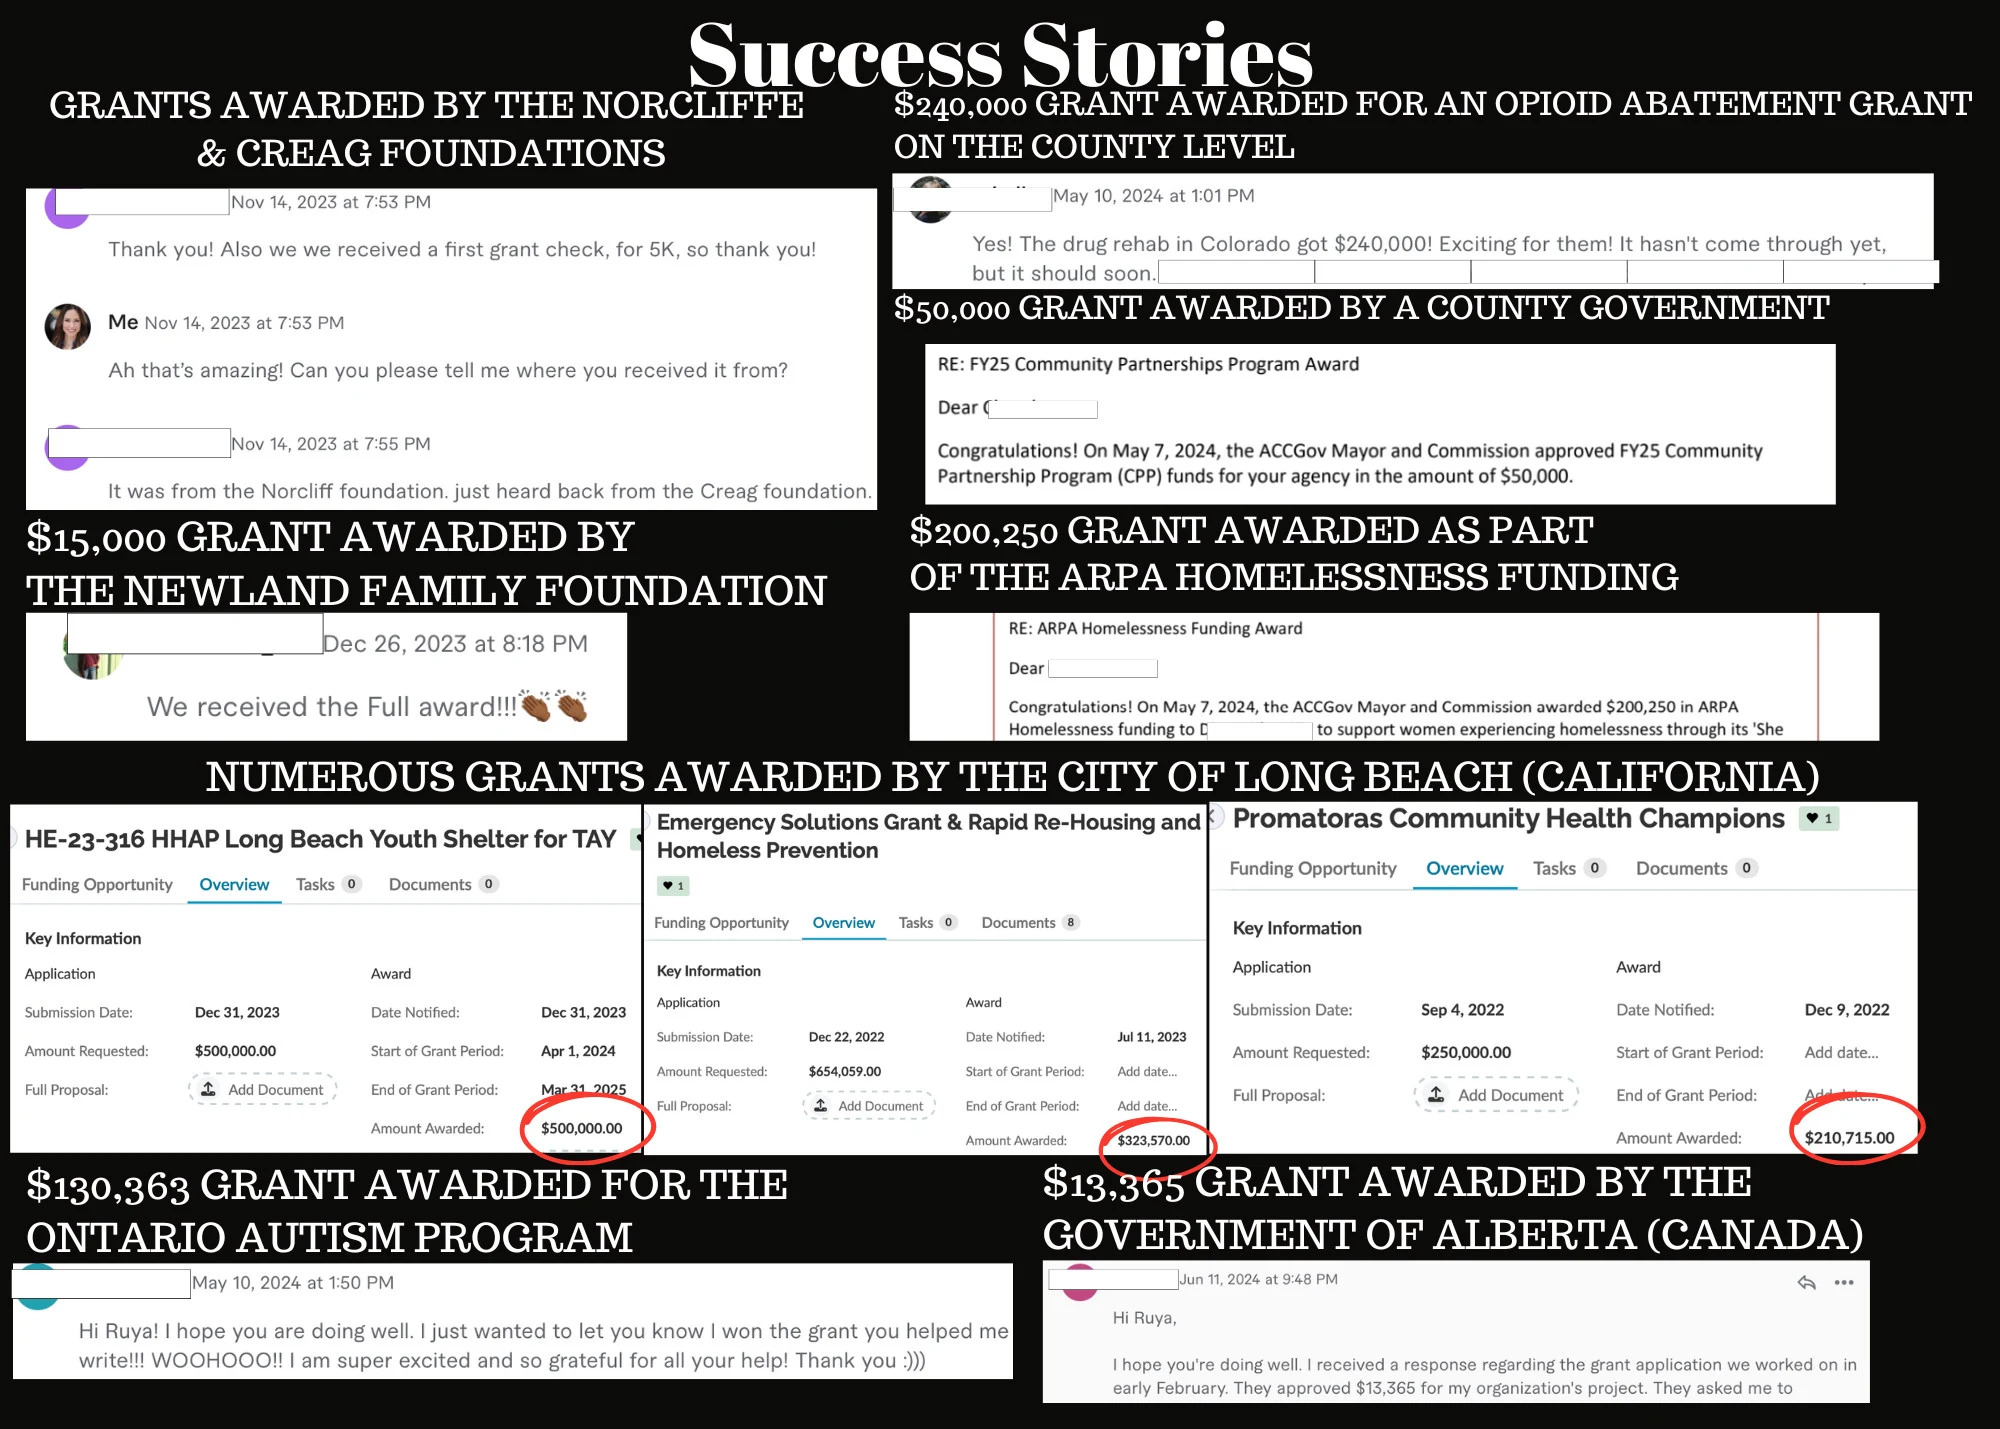 Success Stories
GRANTS AWARDED BY THE NORCLIFFE
& CREAG FOUNDATIONS
Nov 14, 2023 at 7:53 PM
Thank you! Also we we received a first grant check, for 5K, so thank you!
Me Nov 14, 2023 at 7:53 PM
Ah that’s amazing! Can you please tell me where you received it from?
Nov 14, 2023 at 7:55 PM
It was from the Norcliff foundation. just heard back from the Creag foundation.
$15,000 GRANT AWARDED BY
THE NEWLAND FAMILY FOUNDATION
Dec 26, 2023 at 8:18 PM
We received the Full award!!!👏🏾👏🏾
$240,000 GRANT AWARDED FOR AN OPIOID ABATEMENT GRANT
ON THE COUNTY LEVEL
May 10, 2024 at 1:01 PM
Yes! The drug rehab in Colorado got $240,000! Exciting for them! It hasn't come through yet,
but it should soon.
$50,000 GRANT AWARDED BY A COUNTY GOVERNMENT
RE: FY25 Community Partnerships Program Award
Dear
Congratulations! On May 7, 2024, the ACCGov Mayor and Commission approved FY25 Community
Partnership Program (CPP) funds for your agency in the amount of $50,000.
$200,250 GRANT AWARDED AS PART
OF THE ARPA HOMELESSNESS FUNDING
RE: ARPA Homelessness Funding Award
Dear
Congratulations! On May 7, 2024, the ACCGov Mayor and Commission awarded $200,250 in ARPA
Homelessness funding to D to support women experiencing homelessness through its 'She
NUMEROUS GRANTS AWARDED BY THE CITY OF LONG BEACH (CALIFORNIA)
HE-23-316 HHAP Long Beach Youth Shelter for TAY
Funding Opportunity Overview Tasks 0 Documents 0
Key Information
Application Award
Submission Date: Dec 31, 2023 Date Notified: Dec 31, 2023
Amount Requested: $500,000.00 Start of Grant Period: Apr 1, 2024
Full Proposal: Add Document End of Grant Period: Mar 31, 2025
Amount Awarded: $500,000.00
Emergency Solutions Grant & Rapid Re-Housing and
Homeless Prevention
♥ 1
Funding Opportunity Overview Tasks 0 Documents 8
Key Information
Application Award
Submission Date: Dec 22, 2022 Date Notified: Jul 11, 2023
Amount Requested: $654,059.00 Start of Grant Period: Add date...
Full Proposal: Add Document End of Grant Period: Add date...
Amount Awarded: $323,570.00
Promatoras Community Health Champions ♥ 1
Funding Opportunity Overview Tasks 0 Documents 0
Key Information
Application Award
Submission Date: Sep 4, 2022 Date Notified: Dec 9, 2022
Amount Requested: $250,000.00 Start of Grant Period: Add date...
Full Proposal: Add Document End of Grant Period: Add date...
Amount Awarded: $210,715.00
$130,363 GRANT AWARDED FOR THE
ONTARIO AUTISM PROGRAM
May 10, 2024 at 1:50 PM
Hi Ruya! I hope you are doing well. I just wanted to let you know I won the grant you helped me
write!!! WOOHOOO!! I am super excited and so grateful for all your help! Thank you :)))
$13,365 GRANT AWARDED BY THE
GOVERNMENT OF ALBERTA (CANADA)
Jun 11, 2024 at 9:48 PM
Hi Ruya,
I hope you're doing well. I received a response regarding the grant application we worked on in
early February. They approved $13,365 for my organization's project. They asked me to